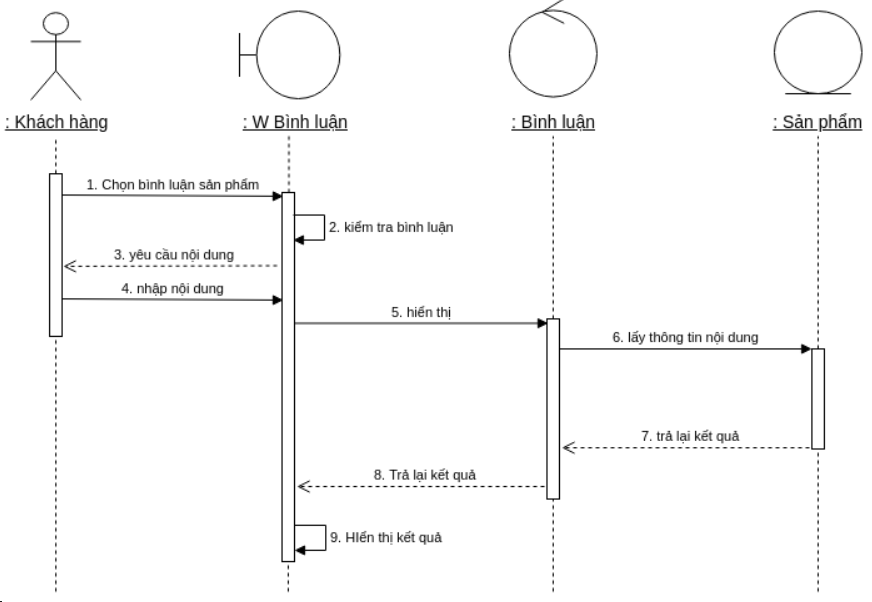 : Khách hàng
: W Bình luận
: Bình luận
: Sản phẩm
1. Chọn bình luận sản phẩm
2. kiểm tra bình luận
3. yêu cầu nội dung
4. nhập nội dung
5. hiển thị
6. lấy thông tin nội dung
7. trả lại kết quả
8. Trả lại kết quả
9. HIển thị kết quả